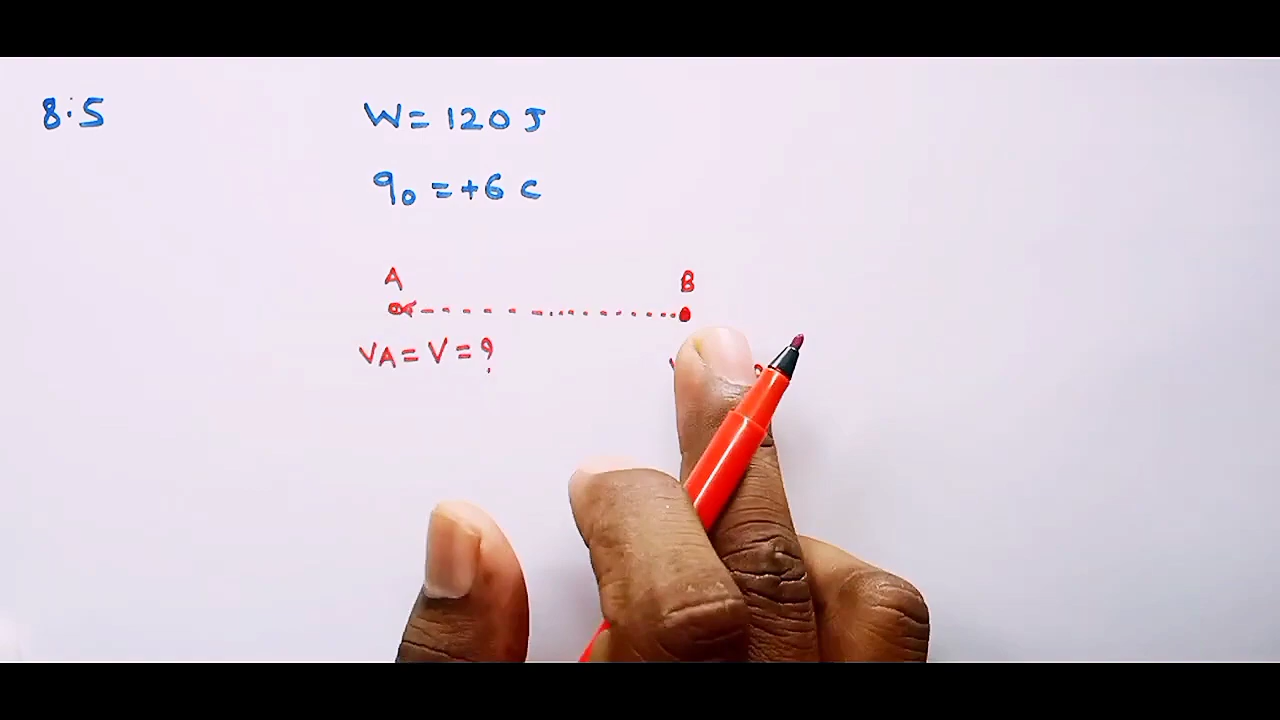 8.5
W = 120 J
q0 = +6 C
A B
VA = V = ?